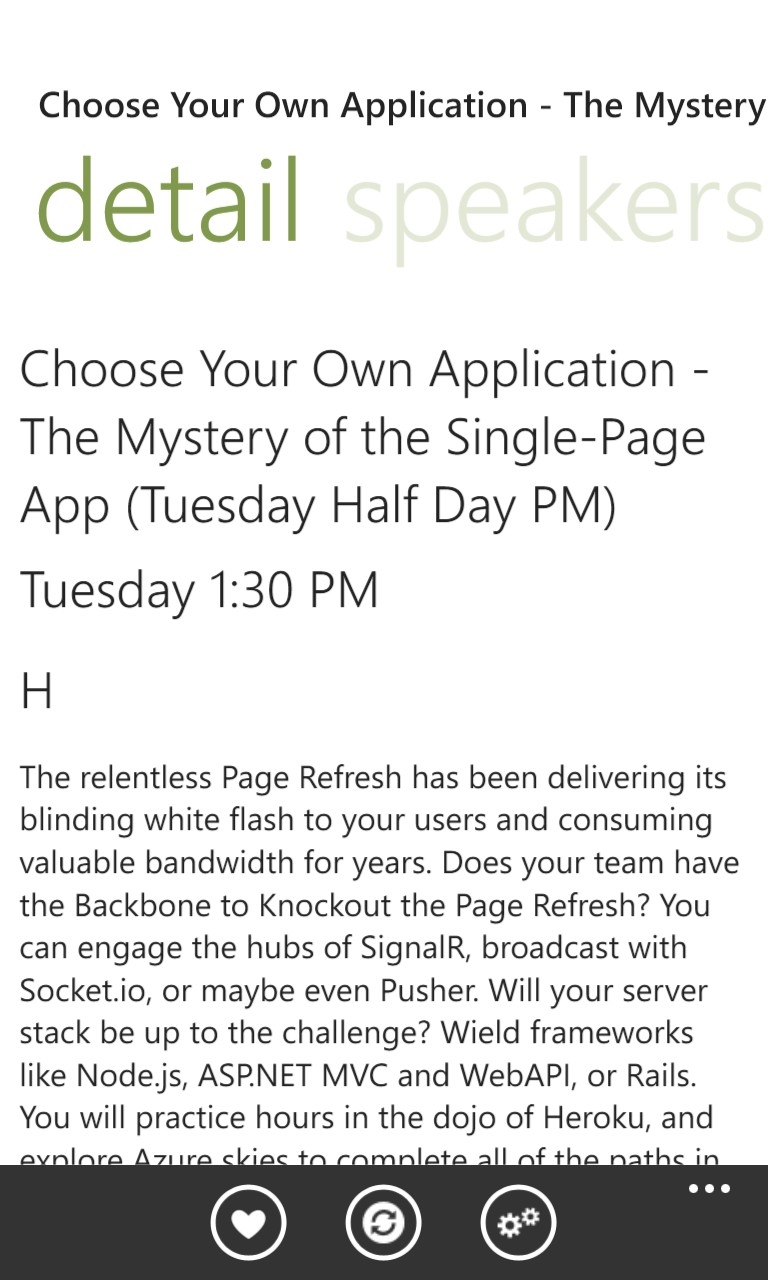 Choose Your Own Application - The Mystery
detail speakers
Choose Your Own Application -
The Mystery of the Single-Page
App (Tuesday Half Day PM)
Tuesday 1:30 PM
H
The relentless Page Refresh has been delivering its
blinding white flash to your users and consuming
valuable bandwidth for years. Does your team have
the Backbone to Knockout the Page Refresh? You
can engage the hubs of SignalR, broadcast with
Socket.io, or maybe even Pusher. Will your server
stack be up to the challenge? Wield frameworks
like Node.js, ASP.NET MVC and WebAPI, or Rails.
You will practice hours in the dojo of Heroku, and
explore Azure skies to complete all of the paths in